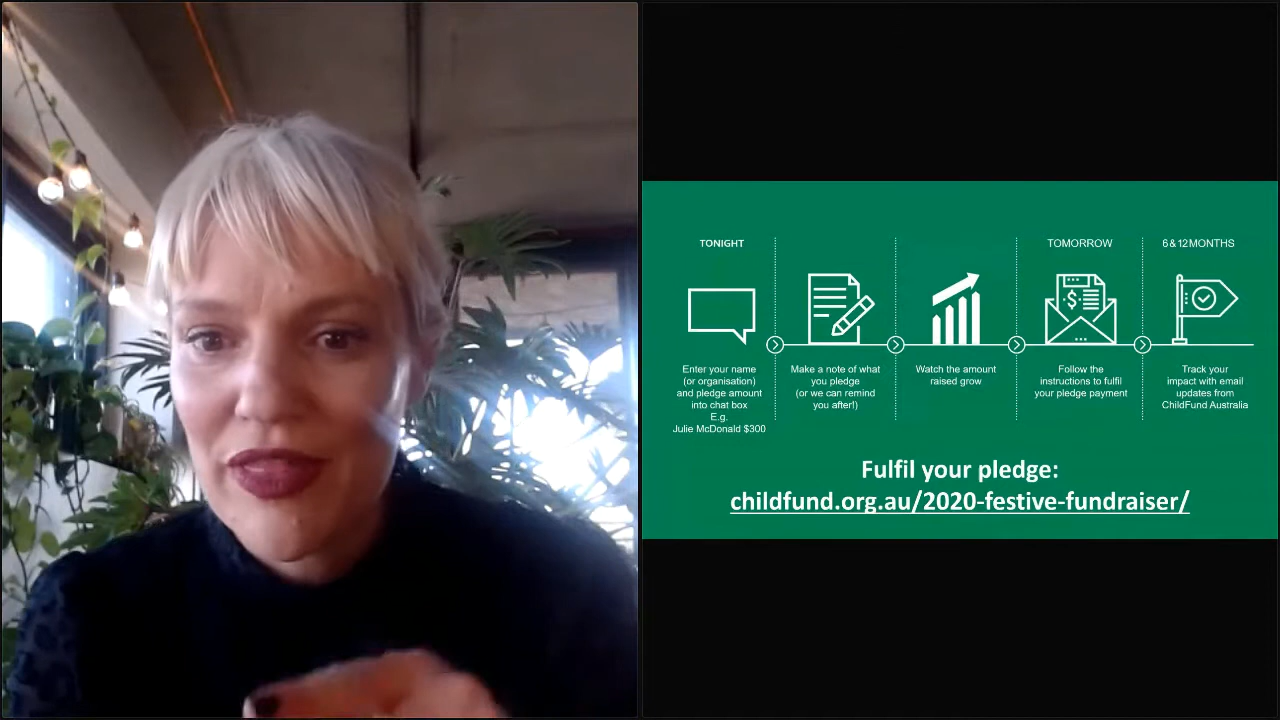 TONIGHT
TOMORROW
6 & 12 MONTHS
Enter your name
(or organisation)
and pledge amount
into chat box
E.g.
Julie McDonald $300
Make a note of what
you pledge
(or we can remind
you after!)
Watch the amount
raised grow
Follow the
instructions to fulfil
your pledge payment
Track your
impact with email
updates from
ChildFund Australia
Fulfil your pledge:
childfund.org.au/2020-festive-fundraiser/